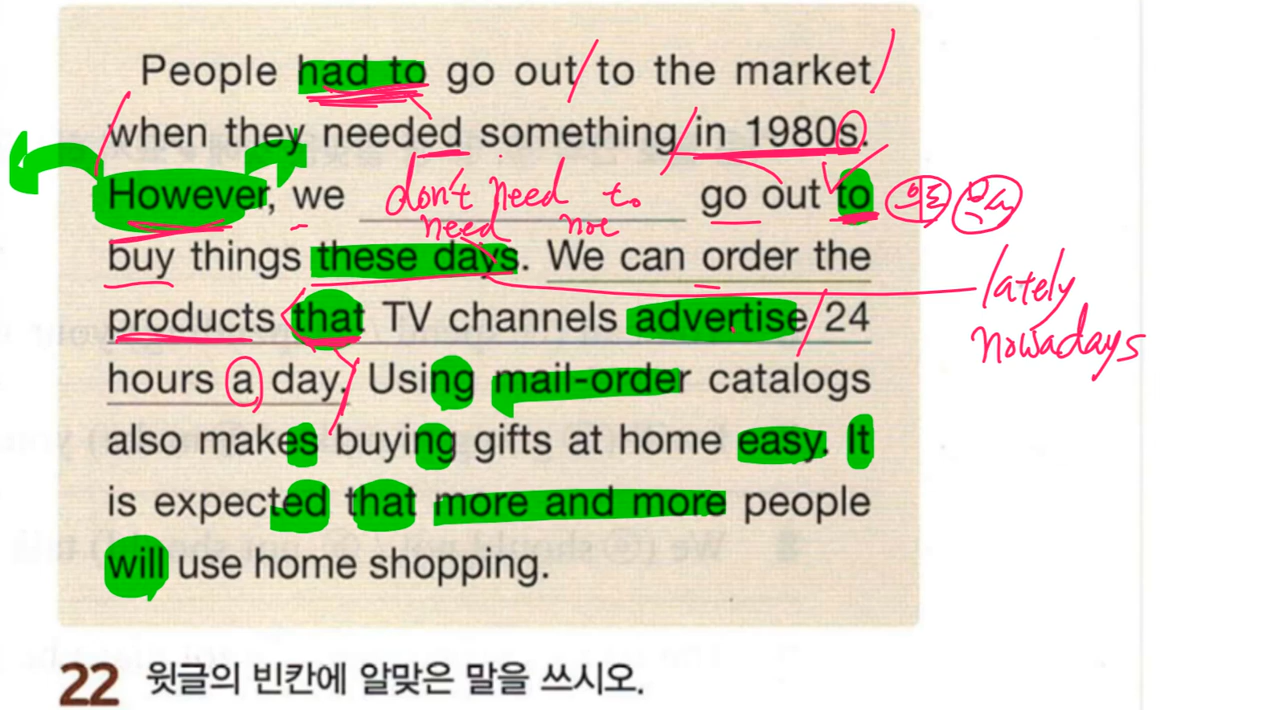 People had to go out to the market
when they needed something in 1980s.
However, we don't need to go out to 의도 목적
need not
buy things these days. We can order the
lately
products that TV channels advertise 24
nowadays
hours a day. Using mail-order catalogs
also makes buying gifts at home easy. It
is expected that more and more people
will use home shopping.
22 윗글의 빈칸에 알맞은 말을 쓰시오.